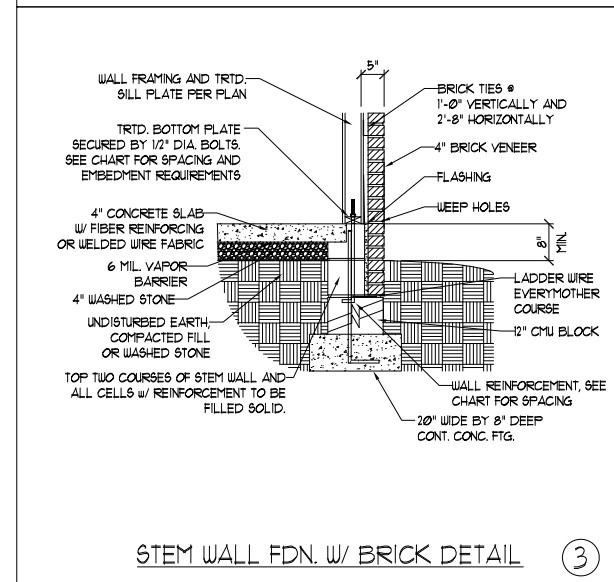 5"
WALL FRAMING AND TRTD.
SILL PLATE PER PLAN
TRTD. BOTTOM PLATE
SECURED BY 1/2" DIA. BOLTS.
SEE CHART FOR SPACING AND
EMBEDMENT REQUIREMENTS
4" CONCRETE SLAB
W/ FIBER REINFORCING
OR WELDED WIRE FABRIC
6 MIL. VAPOR
BARRIER
4" WASHED STONE
UNDISTURBED EARTH,
COMPACTED FILL
OR WASHED STONE
TOP TWO COURSES OF STEM WALL AND
ALL CELLS W/ REINFORCEMENT TO BE
FILLED SOLID.
BRICK TIES @
1'-0" VERTICALLY AND
2'-8" HORIZONTALLY
4" BRICK VENEER
FLASHING
WEEP HOLES
8"
MIN.
LADDER WIRE
EVERYMOTHER
COURSE
12" CMU BLOCK
WALL REINFORCEMENT, SEE
CHART FOR SPACING
20" WIDE BY 8" DEEP
CONT. CONC. FTG.
STEM WALL FDN. W/ BRICK DETAIL
3